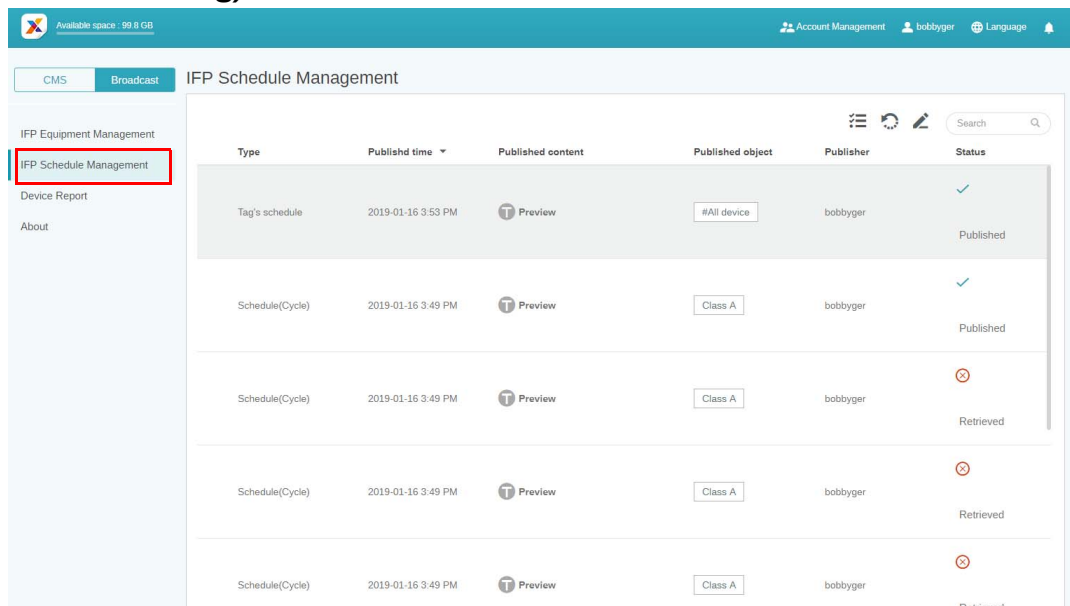 Available space : 99.8 GB
Account Management bobbyger Language
CMS Broadcast
IFP Schedule Management
IFP Equipment Management
IFP Schedule Management
Device Report
About
Search
Type Publishd time Published content Published object Publisher Status
Tag's schedule 2019-01-16 3:53 PM T Preview #All device bobbyger Published
Schedule(Cycle) 2019-01-16 3:49 PM T Preview Class A bobbyger Published
Schedule(Cycle) 2019-01-16 3:49 PM T Preview Class A bobbyger Retrieved
Schedule(Cycle) 2019-01-16 3:49 PM T Preview Class A bobbyger Retrieved
Schedule(Cycle) 2019-01-16 3:49 PM T Preview Class A bobbyger